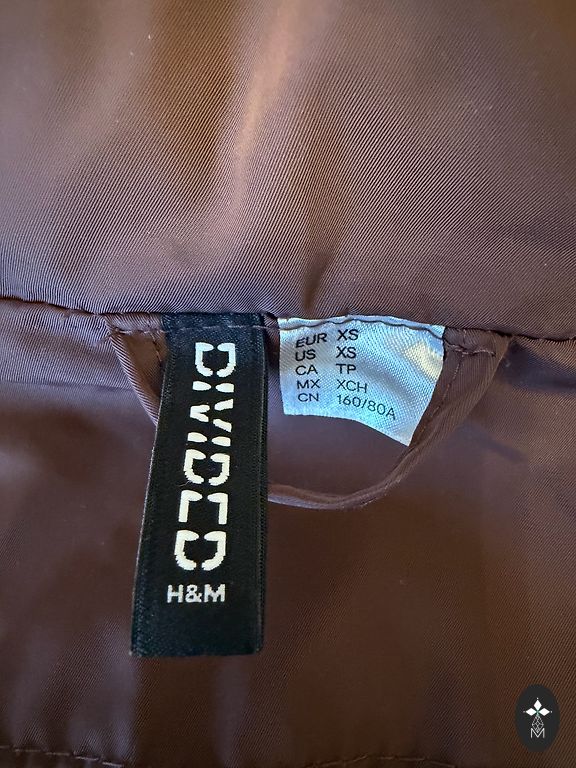 DIVIDED
H&M
EUR XS
US XS
CA TP
MX XCH
CN 160/80A
M